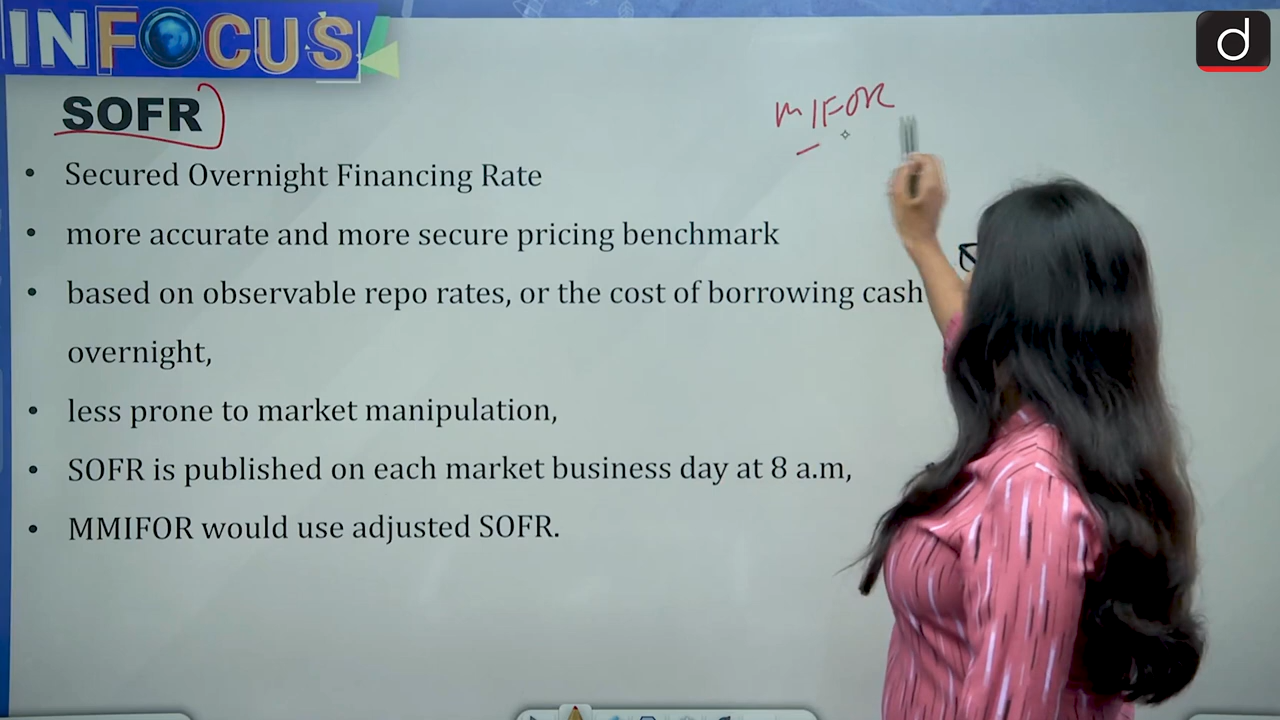 INFOCUS
d
SOFR
MIFOR
• Secured Overnight Financing Rate
• more accurate and more secure pricing benchmark
• based on observable repo rates, or the cost of borrowing cash
overnight,
• less prone to market manipulation,
• SOFR is published on each market business day at 8 a.m,
• MMIFOR would use adjusted SOFR.